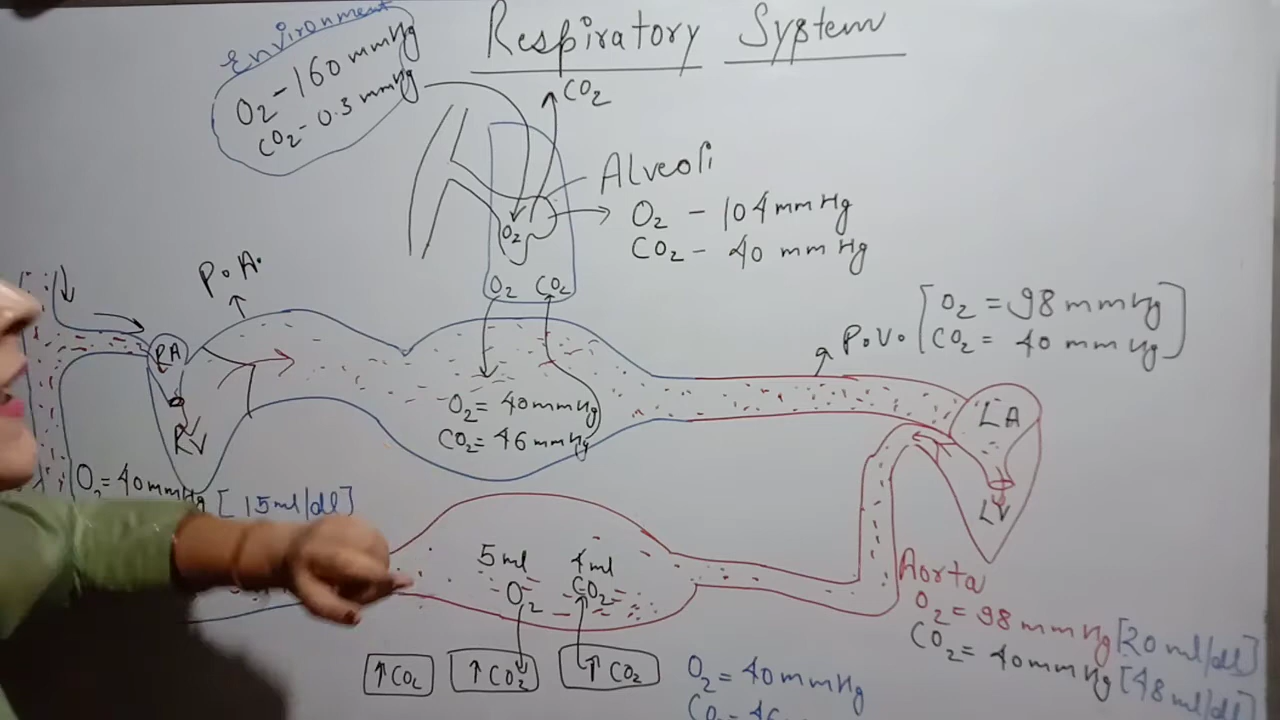 Respiratory System
Environment
O2 - 160 mmHg
CO2 - 0.3 mmHg
CO2
Alveoli
O2 - 104 mmHg
CO2 - 40 mmHg
O2
O2 CO2
P.A.
P.V. [O2 = 98 mmHg
CO2 = 40 mmHg]
RA
RV
LA
LV
O2 = 40 mmHg
CO2 = 46 mmHg
O2 = 40 mmHg [15ml/dl]
5 ml 4 ml
O2 CO2
Aorta
O2 = 98 mmHg [20 ml/dl]
CO2 = 40 mmHg [48 ml/dl]
↑CO2 ↑CO2 ↑CO2
O2 = 40 mmHg